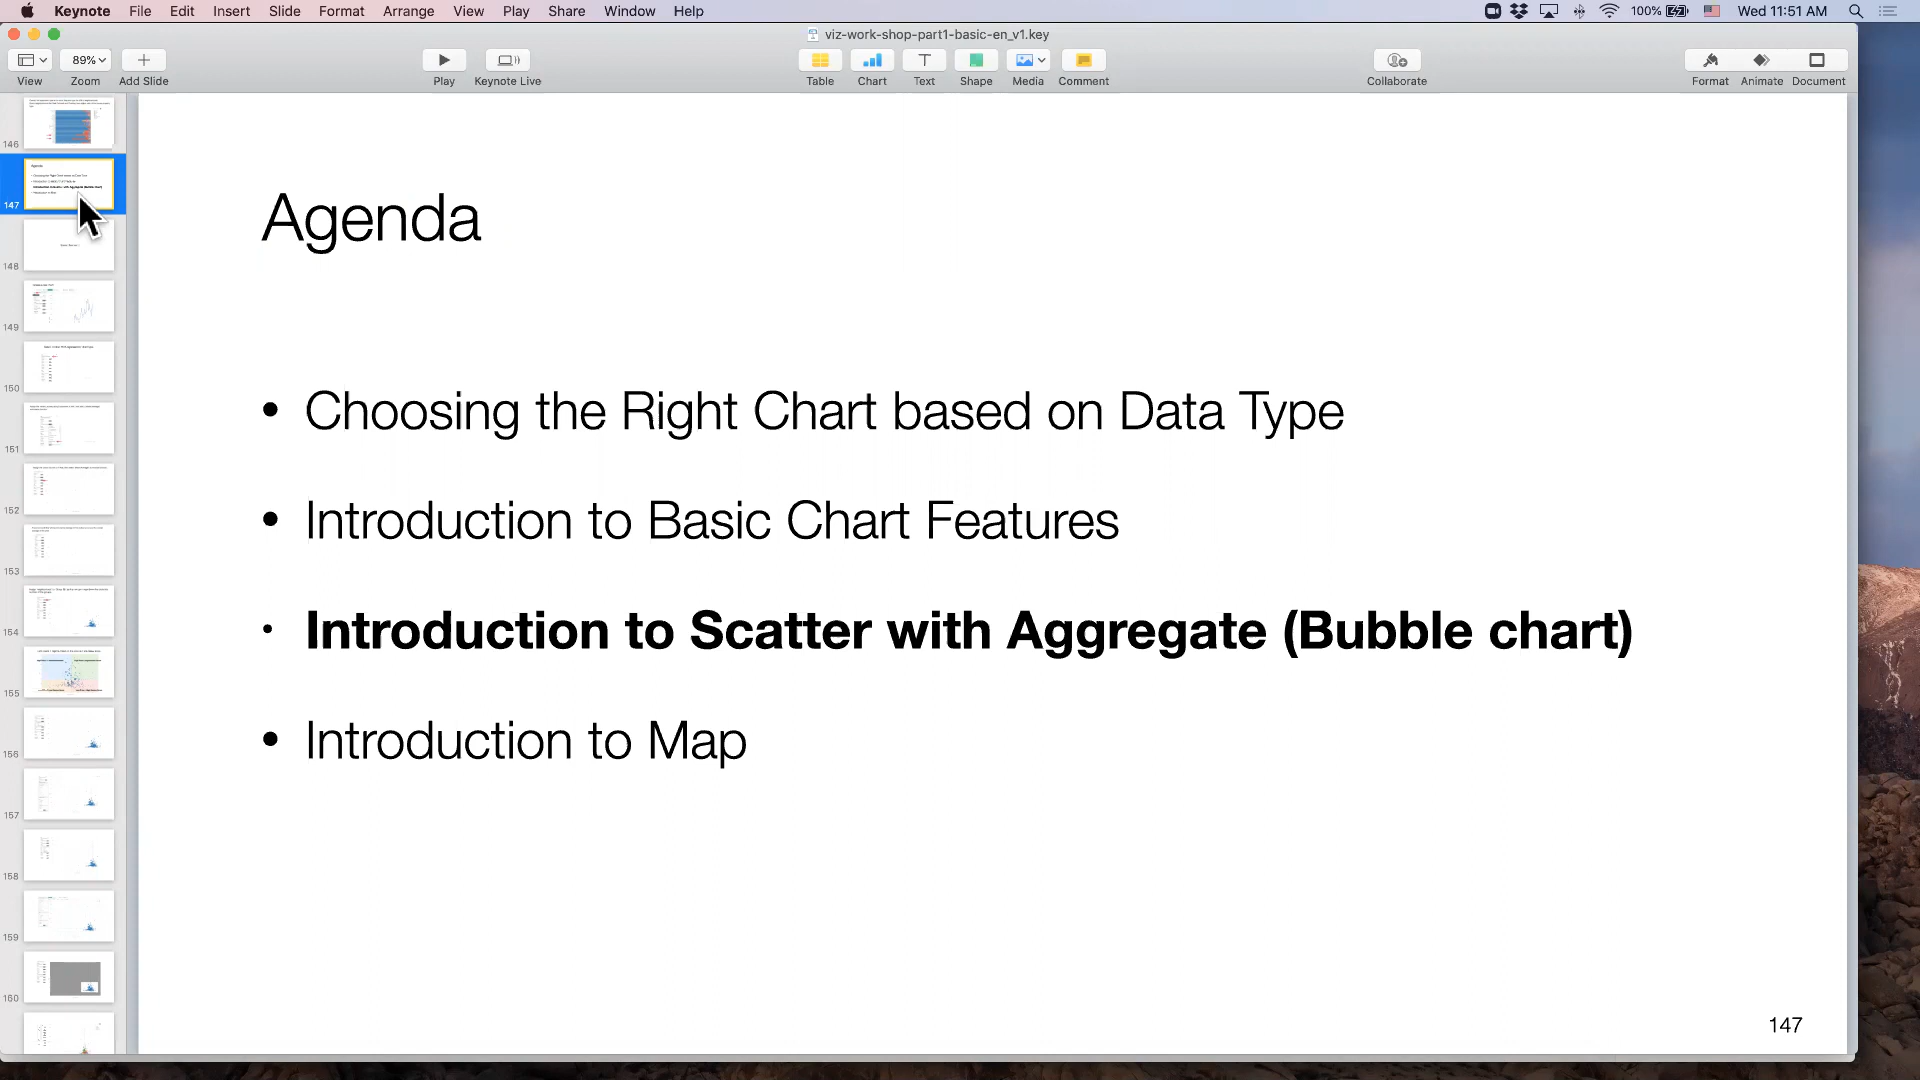 Keynote File Edit Insert Slide Format Arrange View Play Share Window Help 100% Wed 11:51 AM
viz-work-shop-part1-basic-en_v1.key
89%
View Zoom Add Slide Play Keynote Live Table Chart Text Shape Media Comment Collaborate Format Animate Document
146
147
148
149
150
151
152
153
154
155
156
157
158
159
160
Agenda
• Choosing the Right Chart based on Data Type
• Introduction to Basic Chart Features
• Introduction to Scatter with Aggregate (Bubble chart)
• Introduction to Map
147